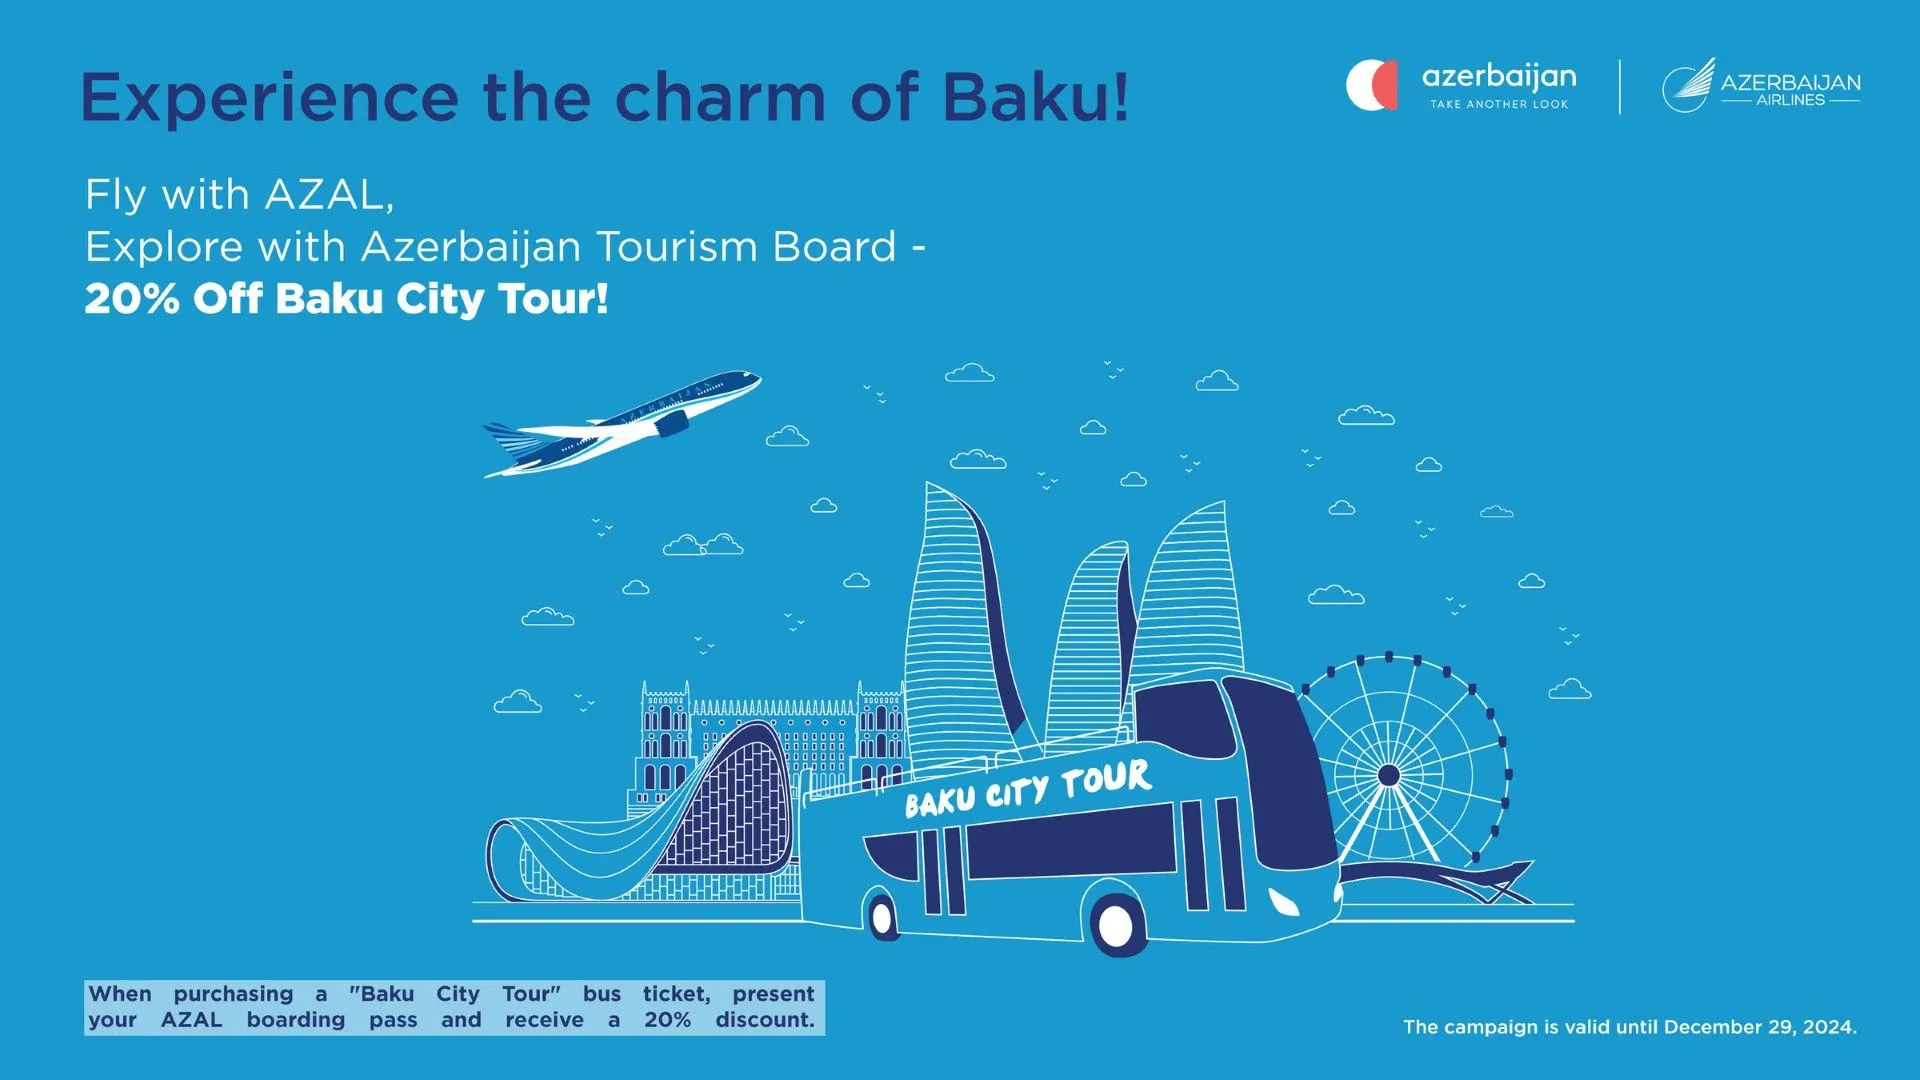 Experience the charm of Baku!
azerbaijan
TAKE ANOTHER LOOK
AZERBAIJAN
AIRLINES
Fly with AZAL,
Explore with Azerbaijan Tourism Board -
20% Off Baku City Tour!
AZERBAIJAN
BAKU CITY TOUR
When purchasing a "Baku City Tour" bus ticket, present
your AZAL boarding pass and receive a 20% discount.
The campaign is valid until December 29, 2024.